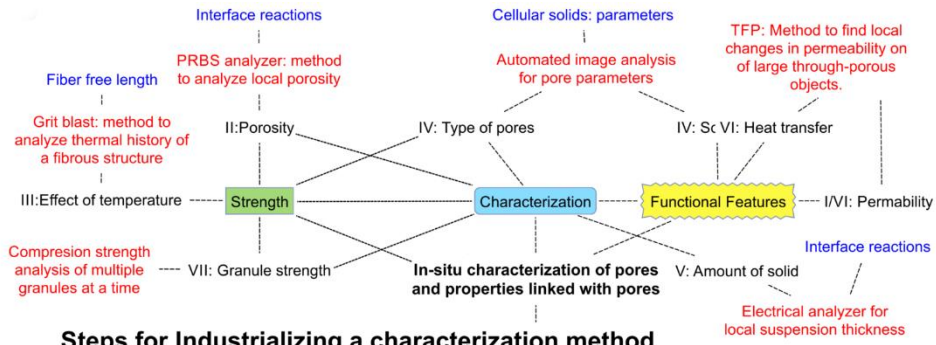 Interface reactions
Cellular solids: parameters
TFP: Method to find local
changes in permeability on
of large through-porous
objects.
PRBS analyzer: method
to analyze local porosity
Automated image analysis
for pore parameters
Fiber free length
Grit blast: method to
analyze thermal history of
a fibrous structure
II:Porosity
IV: Type of pores
IV: Sc
VI: Heat transfer
III:Effect of temperature
Strength
Characterization
Functional Features
I/VI: Permability
Compresion strength
analysis of multiple
granules at a time
VII: Granule strength
In-situ characterization of pores
and properties linked with pores
V: Amount of solid
Interface reactions
Electrical analyzer for
local suspension thickness
Steps for Industrializing a characterization method